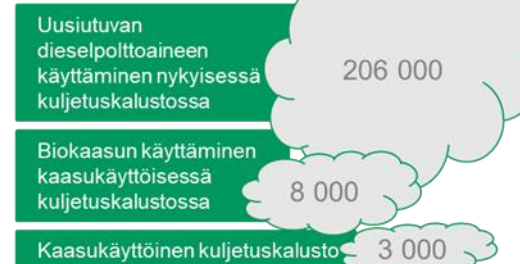 Uusiutuvan
dieselpolttoaineen
käyttäminen nykyisessä
kuljetuskalustossa
206 000
Biokaasun käyttäminen
kaasukäyttöisessä
kuljetuskalustossa
8 000
Kaasukäyttöinen kuljetuskalusto
3 000